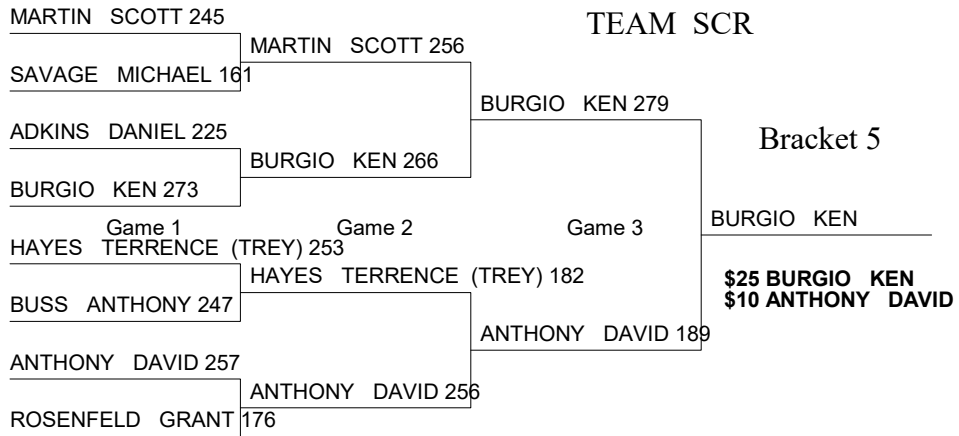 MARTIN SCOTT 245
TEAM SCR
MARTIN SCOTT 256
SAVAGE MICHAEL 161
BURGIO KEN 279
ADKINS DANIEL 225
Bracket 5
BURGIO KEN 266
BURGIO KEN 273
BURGIO KEN
Game 1
Game 2
Game 3
HAYES TERRENCE (TREY) 253
HAYES TERRENCE (TREY) 182
$25 BURGIO KEN
$10 ANTHONY DAVID
BUSS ANTHONY 247
ANTHONY DAVID 189
ANTHONY DAVID 257
ANTHONY DAVID 256
ROSENFELD GRANT 176